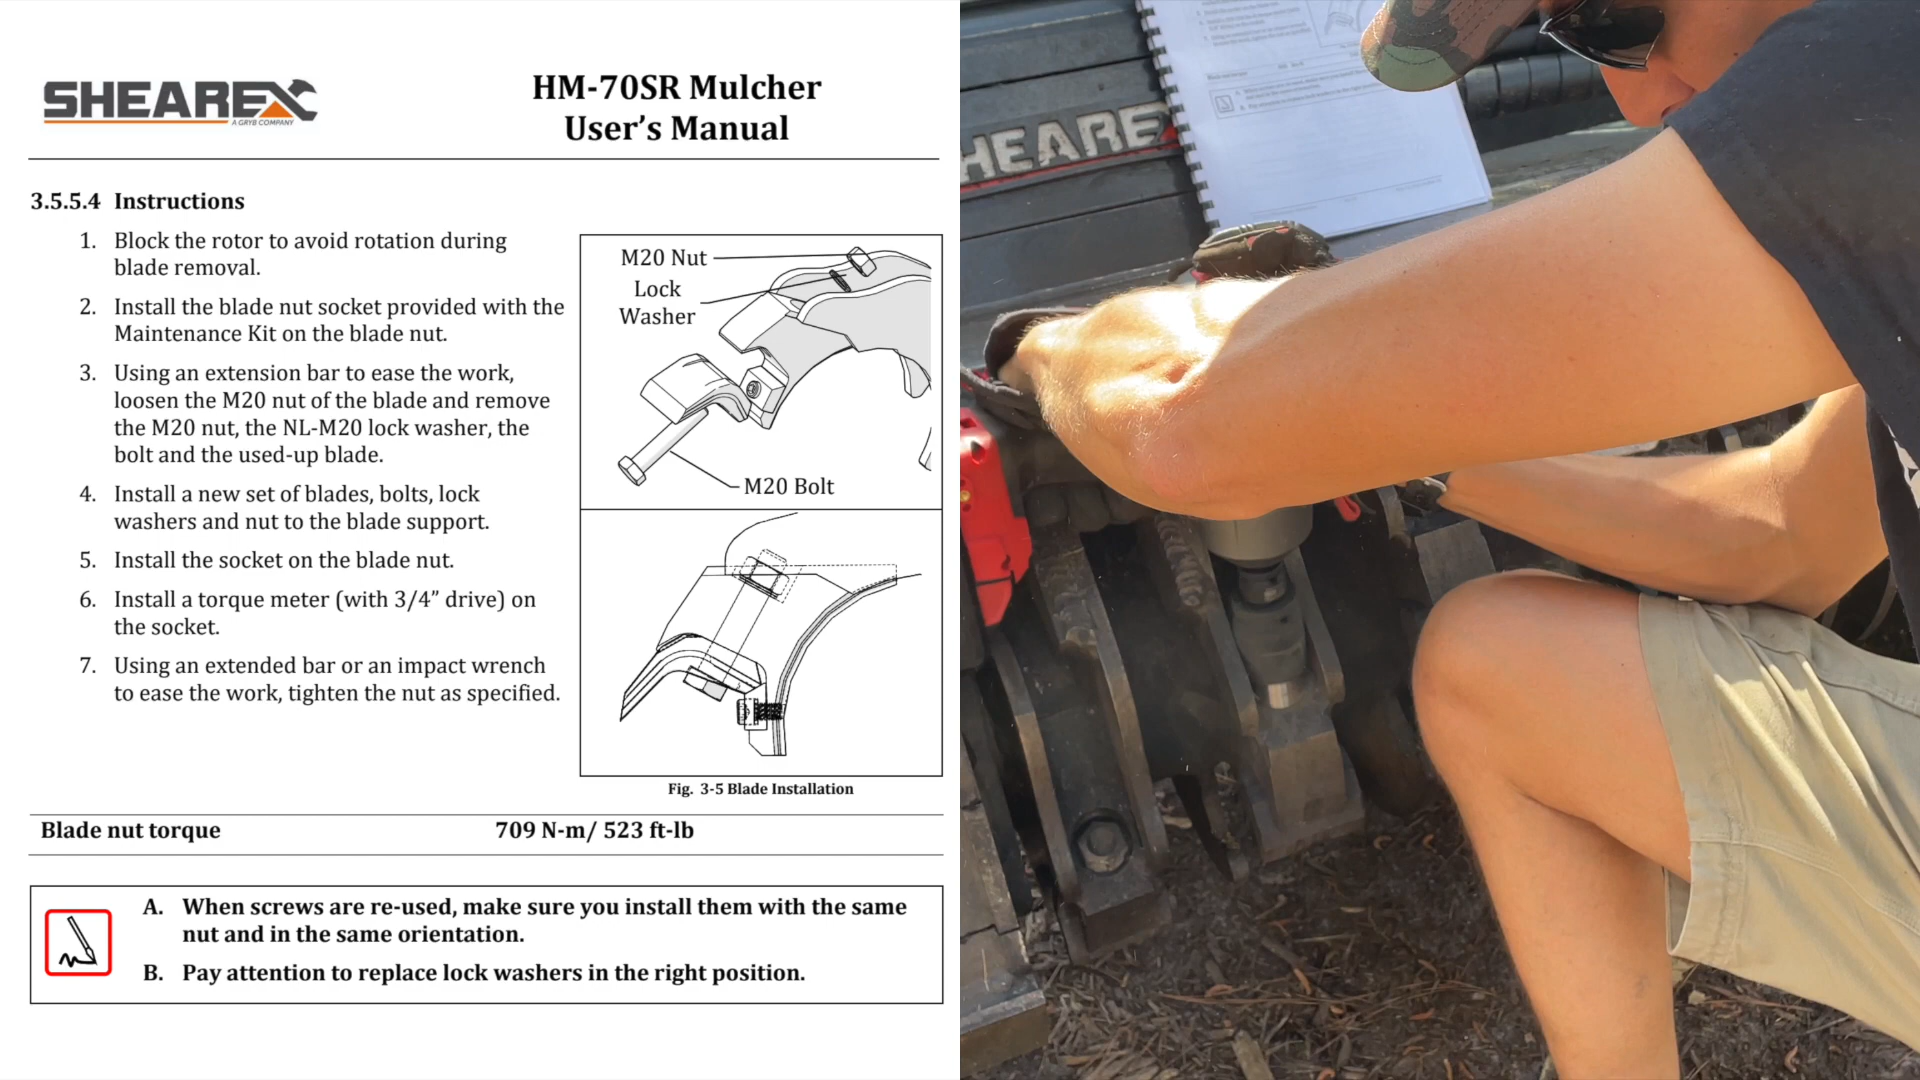 SHEAREX
A GRYB COMPANY
HM-70SR Mulcher
User's Manual
3.5.5.4 Instructions
1. Block the rotor to avoid rotation during
blade removal.
2. Install the blade nut socket provided with the
Maintenance Kit on the blade nut.
3. Using an extension bar to ease the work,
loosen the M20 nut of the blade and remove
the M20 nut, the NL-M20 lock washer, the
bolt and the used-up blade.
4. Install a new set of blades, bolts, lock
washers and nut to the blade support.
5. Install the socket on the blade nut.
6. Install a torque meter (with 3/4” drive) on
the socket.
7. Using an extended bar or an impact wrench
to ease the work, tighten the nut as specified.
M20 Nut
Lock
Washer
M20 Bolt
Fig. 3-5 Blade Installation
Blade nut torque 709 N-m/ 523 ft-lb
A. When screws are re-used, make sure you install them with the same
nut and in the same orientation.
B. Pay attention to replace lock washers in the right position.
HEARE